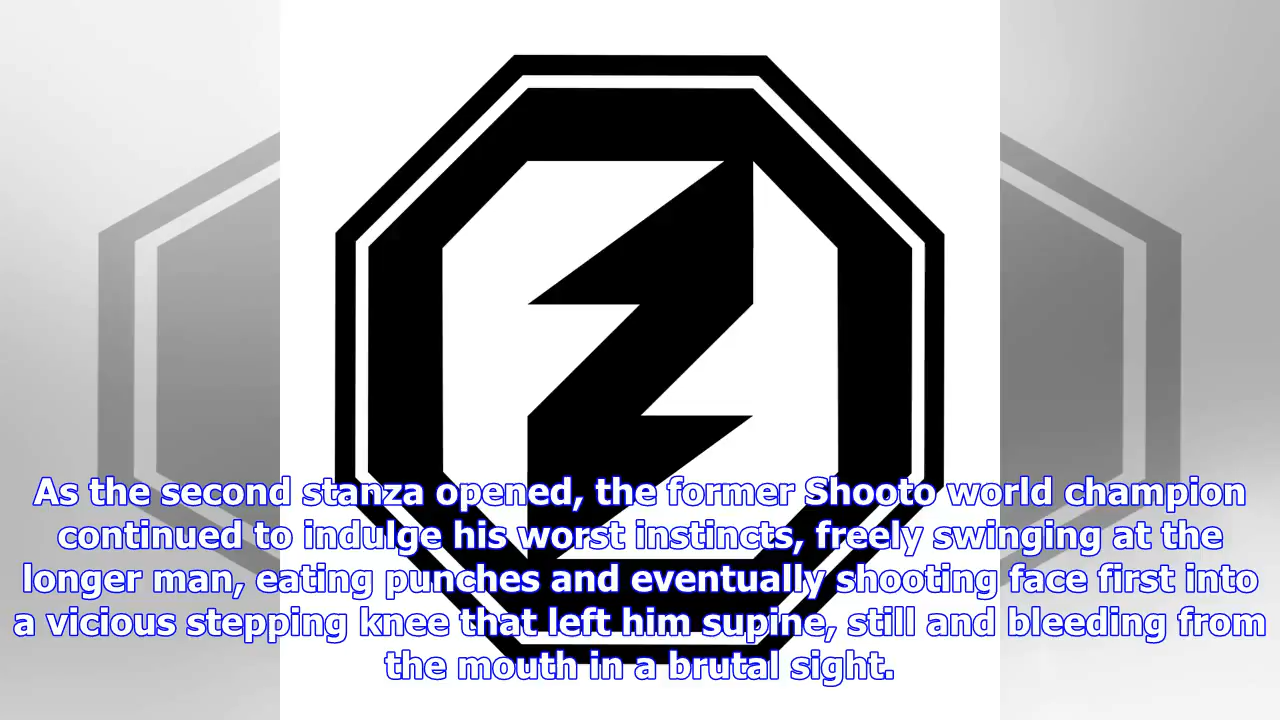 As the second stanza opened, the former Shooto world champion
continued to indulge his worst instincts, freely swinging at the
longer man, eating punches and eventually shooting face first into
a vicious stepping knee that left him supine, still and bleeding from
the mouth in a brutal sight.